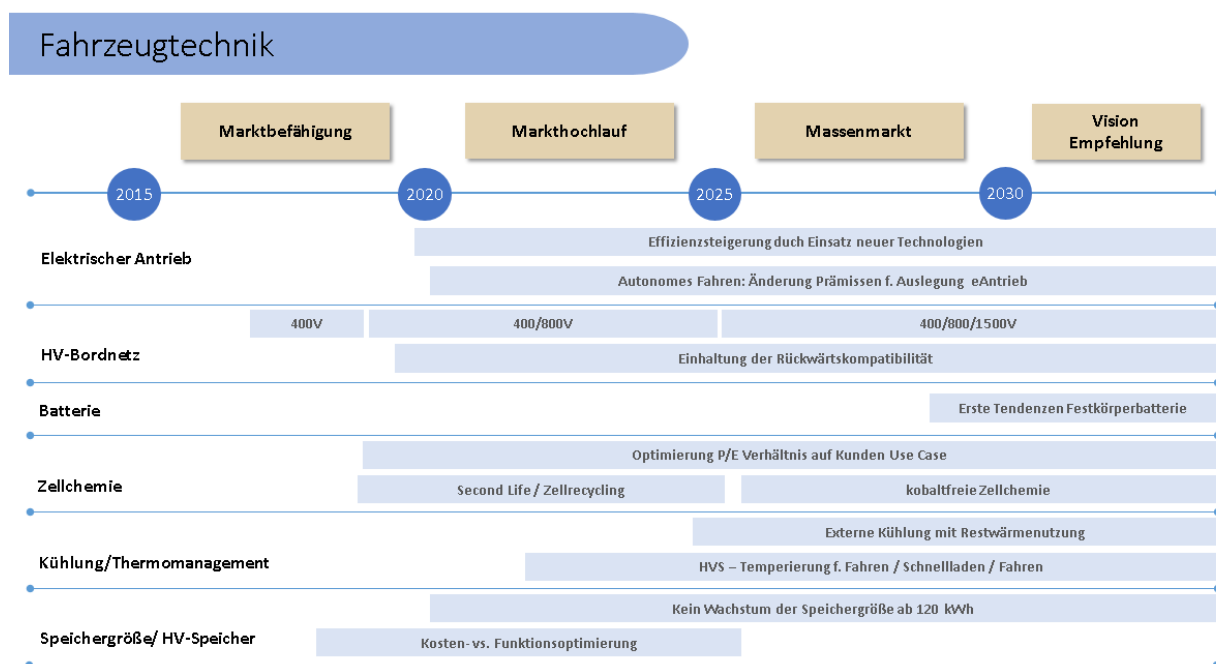 Fahrzeugtechnik
Marktbefähigung
Markthochlauf
Massenmarkt
Vision
Empfehlung
2015
2020
2025
2030
Elektrischer Antrieb
Effizienzsteigerung duch Einsatz neuer Technologien
Autonomes Fahren: Änderung Prämissen f. Auslegung eAntrieb
HV-Bordnetz
400V
400/800V
400/800/1500V
Einhaltung der Rückwärtskompatibilität
Batterie
Erste Tendenzen Festkörperbatterie
Zellchemie
Optimierung P/E Verhältnis auf Kunden Use Case
Second Life / Zellrecycling
kobaltfreie Zellchemie
Kühlung/Thermomanagement
Externe Kühlung mit Restwärmenutzung
HVS – Temperierung f. Fahren / Schnellladen / Fahren
Speichergröße/ HV-Speicher
Kein Wachstum der Speichergröße ab 120 kWh
Kosten- vs. Funktionsoptimierung